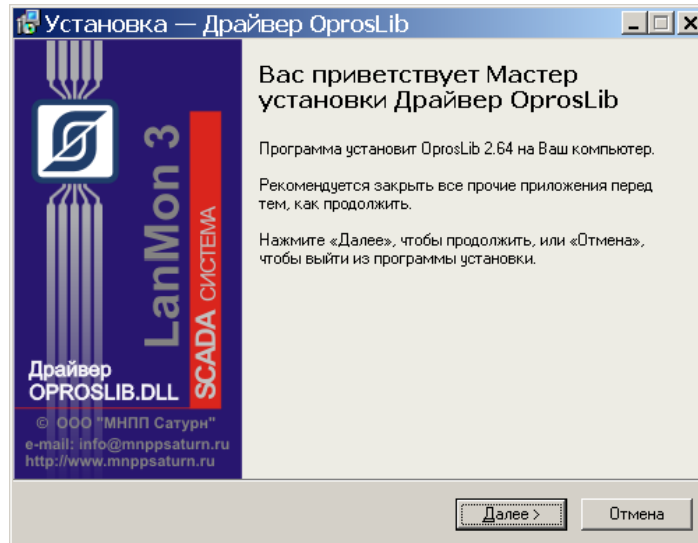 Установка — Драйвер OprosLib
Вас приветствует Мастер
установки Драйвер OprosLib
Программа установит OprosLib 2.64 на Ваш компьютер.
Рекомендуется закрыть все прочие приложения перед
тем, как продолжить.
Нажмите «Далее», чтобы продолжить, или «Отмена»,
чтобы выйти из программы установки.
LanMon 3
SCADA СИСТЕМА
Драйвер
OPROSLIB.DLL
© ООО "МНПП Сатурн"
e-mail: info@mnppsaturn.ru
http://www.mnppsaturn.ru
Далее >
Отмена